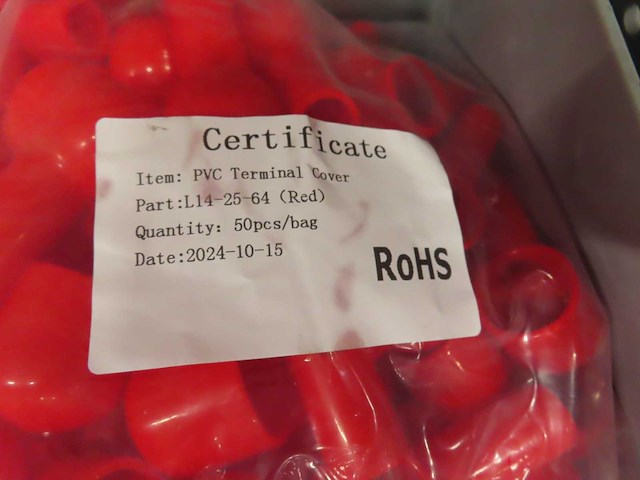 Certificate
Item: PVC Terminal Cover
Part:L14-25-64 (Red)
Quantity: 50pcs/bag
Date:2024-10-15
RoHS